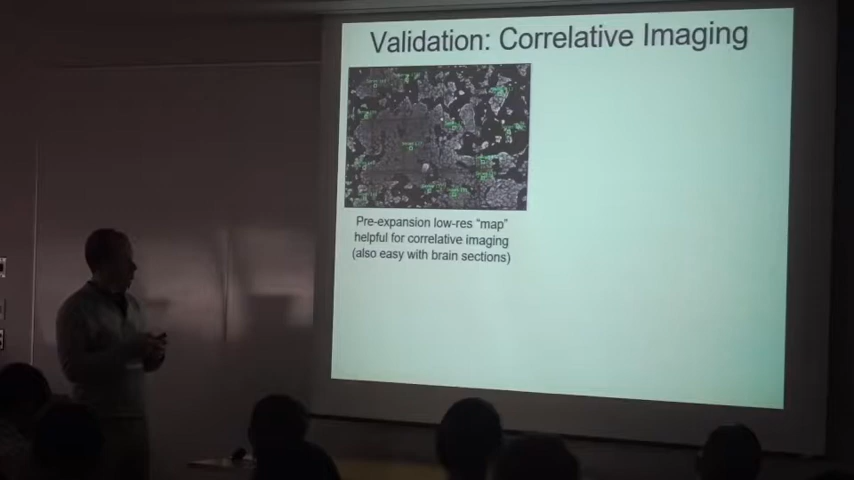 Validation: Correlative Imaging
Pre-expansion low-res "map"
helpful for correlative imaging
(also easy with brain sections)